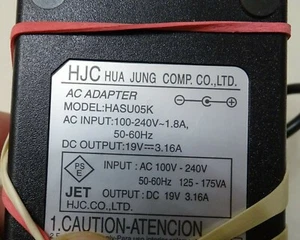 HJC HUA JUNG COMP. CO.,LTD.
AC ADAPTER
MODEL:HASU05K
AC INPUT:100-240V~1.8A,
50-60Hz
DC OUTPUT:19V⎓3.16A
PS
E
INPUT : AC 100V - 240V
50-60Hz 125-175VA
JET OUTPUT : DC 19V 3.16A
HJC.CO.,LTD.
1.CAUTION-ATENCION